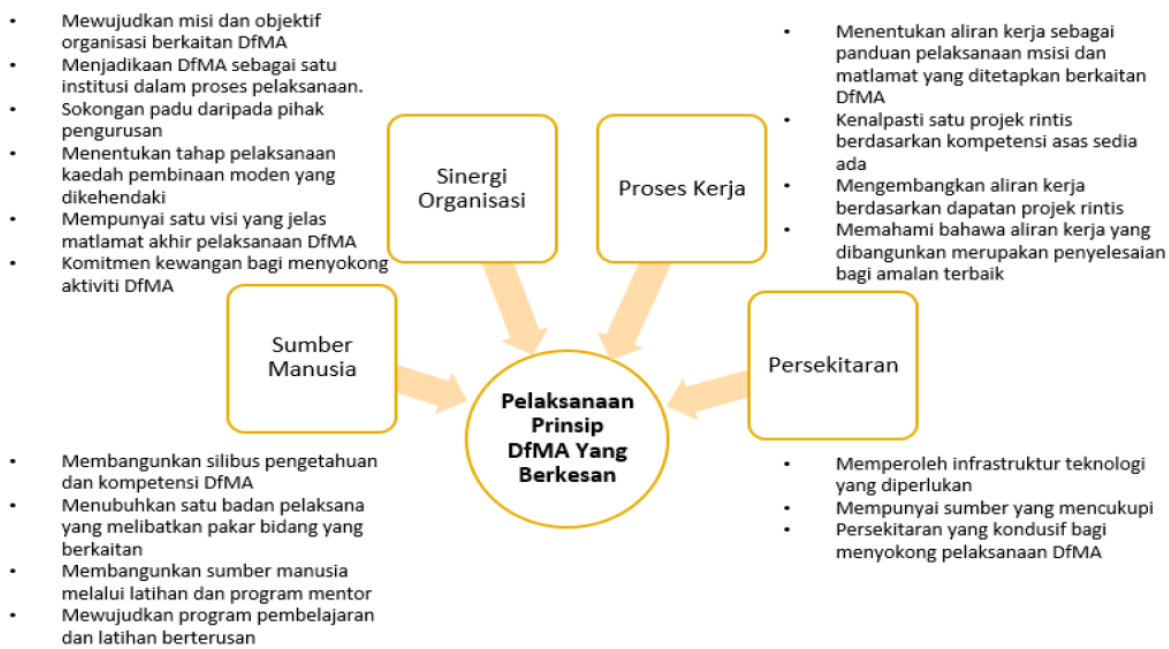 • Mewujudkan misi dan objektif
organisasi berkaitan DfMA
• Menjadikaan DfMA sebagai satu
institusi dalam proses pelaksanaan.
• Sokongan padu daripada pihak
pengurusan
• Menentukan tahap pelaksanaan
kaedah pembinaan moden yang
dikehendaki
• Mempunyai satu visi yang jelas
matlamat akhir pelaksanaan DfMA
• Komitmen kewangan bagi menyokong
aktiviti DfMA
Sinergi
Organisasi
Proses Kerja
• Menentukan aliran kerja sebagai
panduan pelaksanaan msisi dan
matlamat yang ditetapkan berkaitan
DfMA
• Kenalpasti satu projek rintis
berdasarkan kompetensi asas sedia
ada
• Mengembangkan aliran kerja
berdasarkan dapatan projek rintis
• Memahami bahawa aliran kerja yang
dibangunkan merupakan penyelesaian
bagi amalan terbaik
Sumber
Manusia
Persekitaran
Pelaksanaan
Prinsip
DfMA Yang
Berkesan
• Membangunkan silibus pengetahuan
dan kompetensi DfMA
• Menubuhkan satu badan pelaksana
yang melibatkan pakar bidang yang
berkaitan
• Membangunkan sumber manusia
melalui latihan dan program mentor
• Mewujudkan program pembelajaran
dan latihan berterusan
• Memperoleh infrastruktur teknologi
yang diperlukan
• Mempunyai sumber yang mencukupi
• Persekitaran yang kondusif bagi
menyokong pelaksanaan DfMA